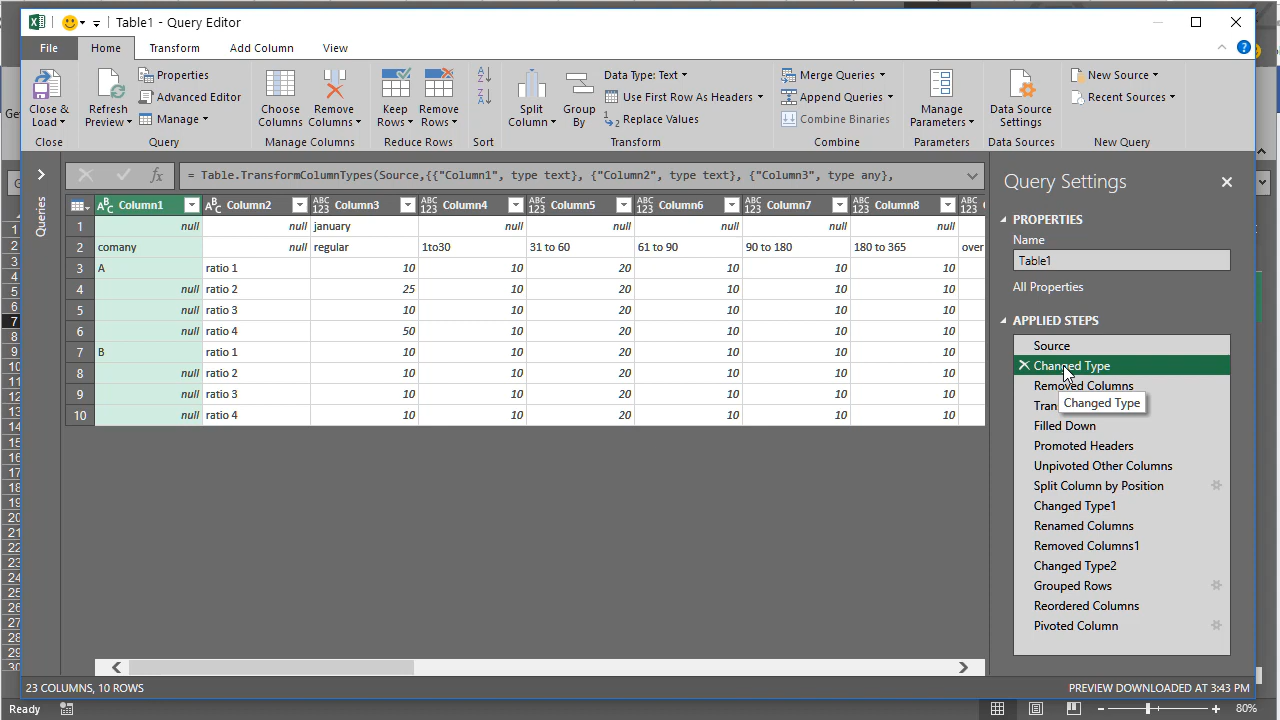 Table1 - Query Editor
File Home Transform Add Column View
Close & Load
Refresh Preview
Properties
Advanced Editor
Manage
Choose Columns
Remove Columns
Keep Rows
Remove Rows
Split Column
Group By
Data Type: Text
Use First Row As Headers
Replace Values
Merge Queries
Append Queries
Combine Binaries
Manage Parameters
Data Source Settings
New Source
Recent Sources
Close Query Manage Columns Reduce Rows Sort Transform Combine Parameters Data Sources New Query
= Table.TransformColumnTypes(Source,{{"Column1", type text}, {"Column2", type text}, {"Column3", type any},
Queries
Column1 Column2 Column3 Column4 Column5 Column6 Column7 Column8
1 null null january null null null null null
2 comany null regular 1to30 31 to 60 61 to 90 90 to 180 180 to 365 over
3 A ratio 1 10 10 20 10 10 10
4 null ratio 2 25 10 20 10 10 10
5 null ratio 3 10 10 20 10 10 10
6 null ratio 4 50 10 20 10 10 10
7 B ratio 1 10 10 20 10 10 10
8 null ratio 2 10 10 20 10 10 10
9 null ratio 3 10 10 20 10 10 10
10 null ratio 4 10 10 20 10 10 10
Query Settings
PROPERTIES
Name
Table1
All Properties
APPLIED STEPS
Source
Changed Type
Removed Columns
Tran
Changed Type
Filled Down
Promoted Headers
Unpivoted Other Columns
Split Column by Position
Changed Type1
Renamed Columns
Removed Columns1
Changed Type2
Grouped Rows
Reordered Columns
Pivoted Column
23 COLUMNS, 10 ROWS
PREVIEW DOWNLOADED AT 3:43 PM
Ready
80%